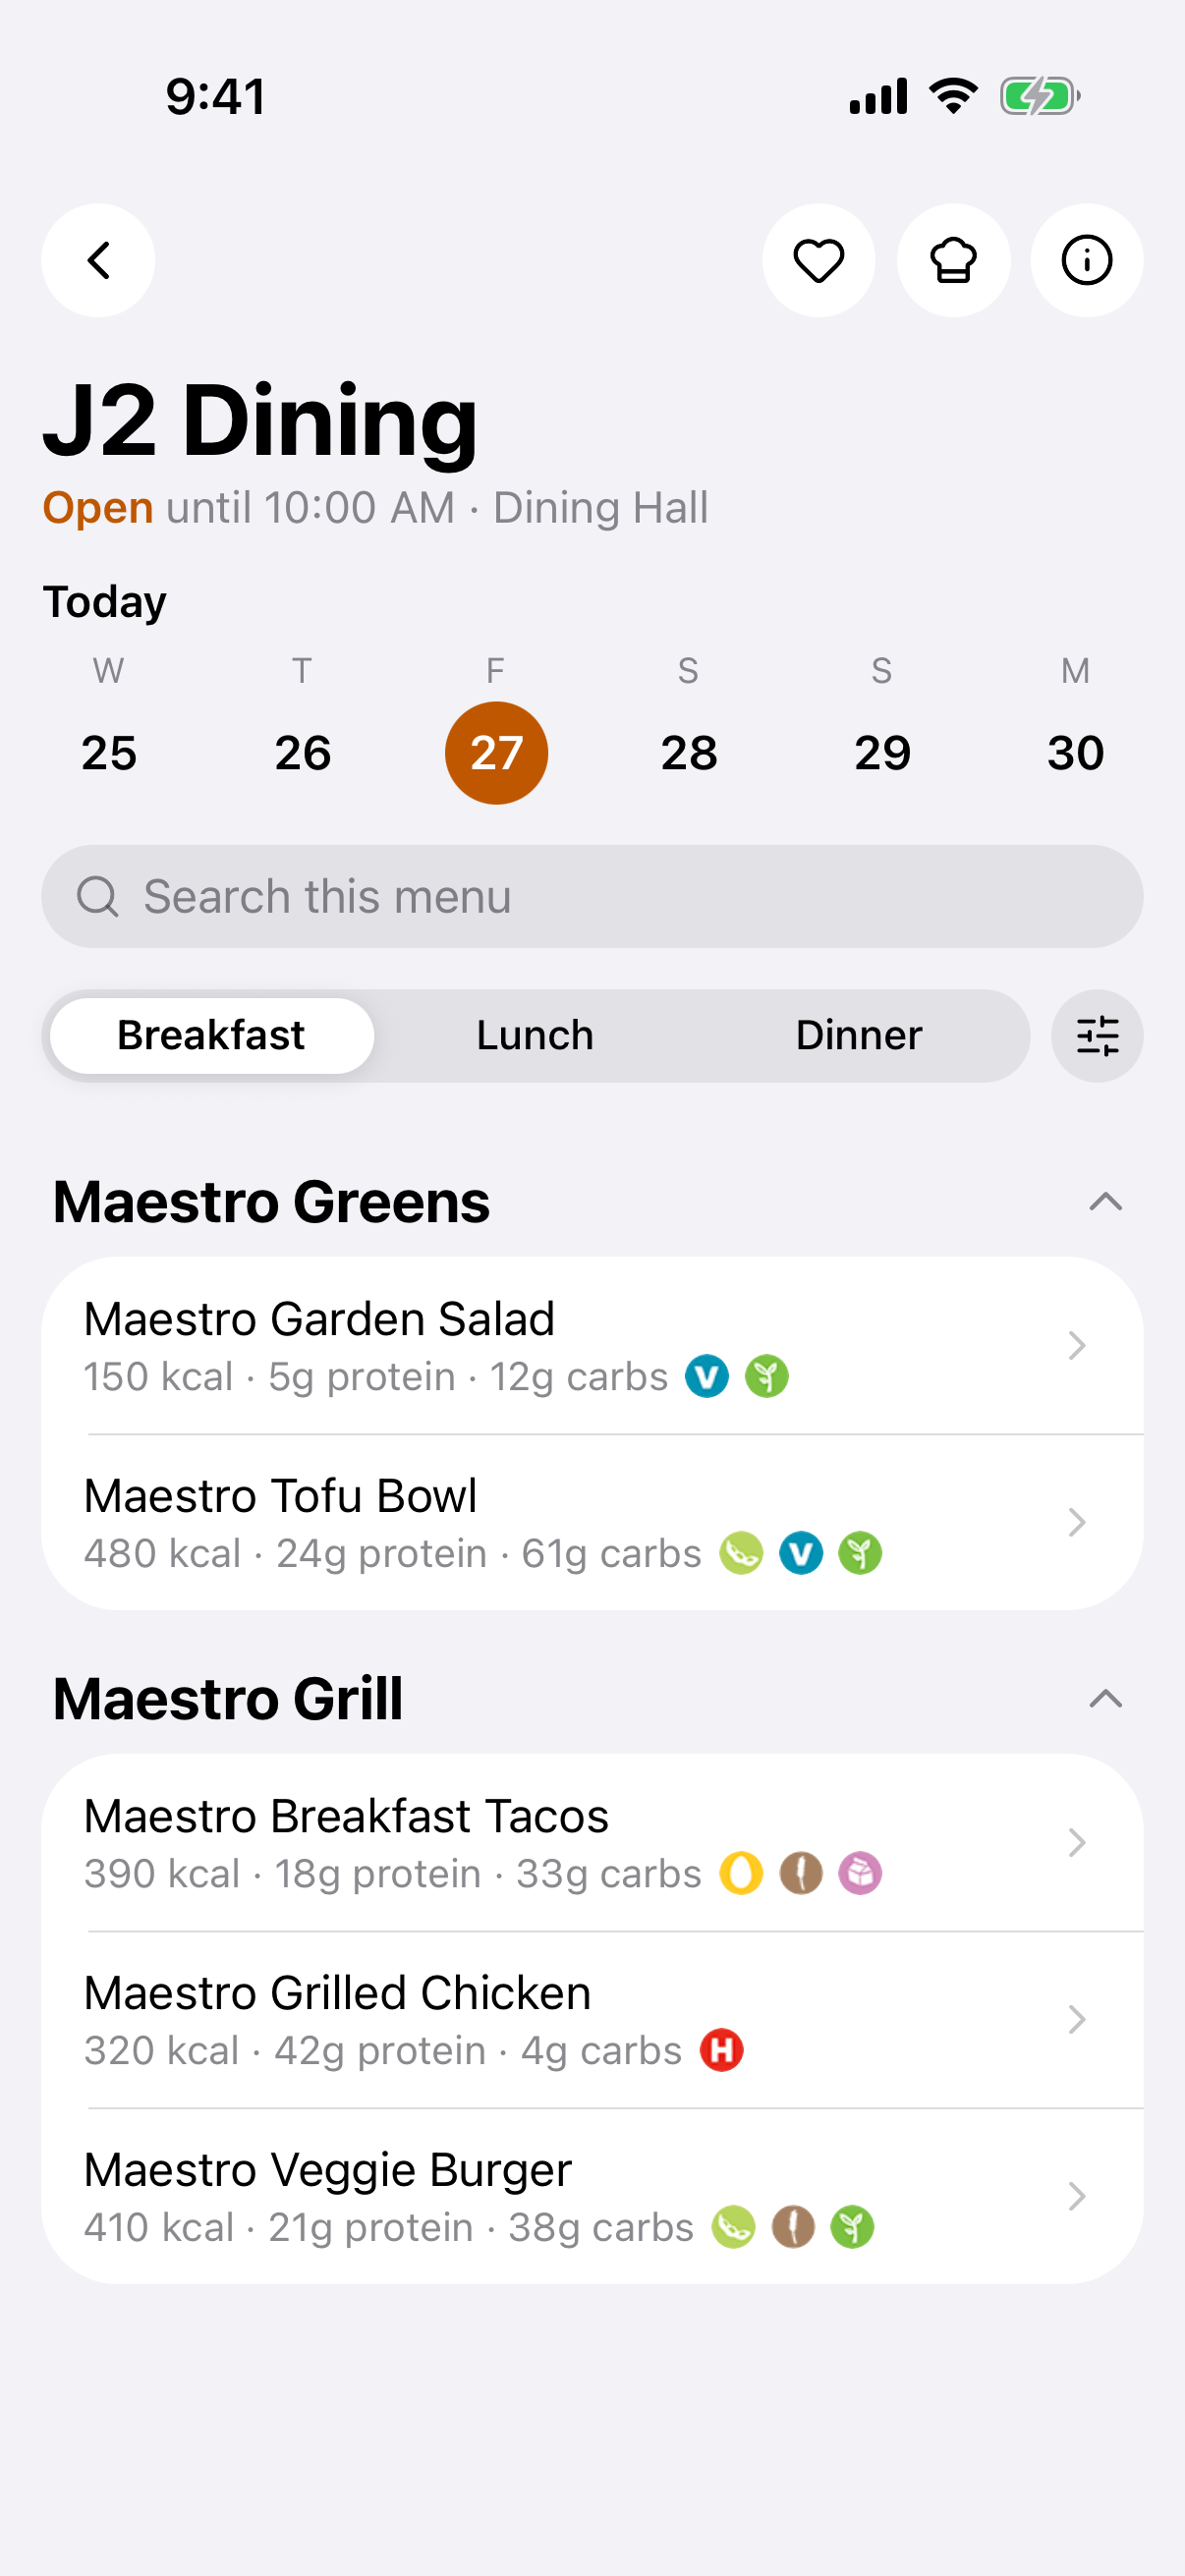 9:41
J2 Dining
Open until 10:00 AM · Dining Hall
Today
W T F S S M
25 26 27 28 29 30
Search this menu
Breakfast Lunch Dinner
Maestro Greens
Maestro Garden Salad
150 kcal · 5g protein · 12g carbs V
Maestro Tofu Bowl
480 kcal · 24g protein · 61g carbs V
Maestro Grill
Maestro Breakfast Tacos
390 kcal · 18g protein · 33g carbs
Maestro Grilled Chicken
320 kcal · 42g protein · 4g carbs H
Maestro Veggie Burger
410 kcal · 21g protein · 38g carbs